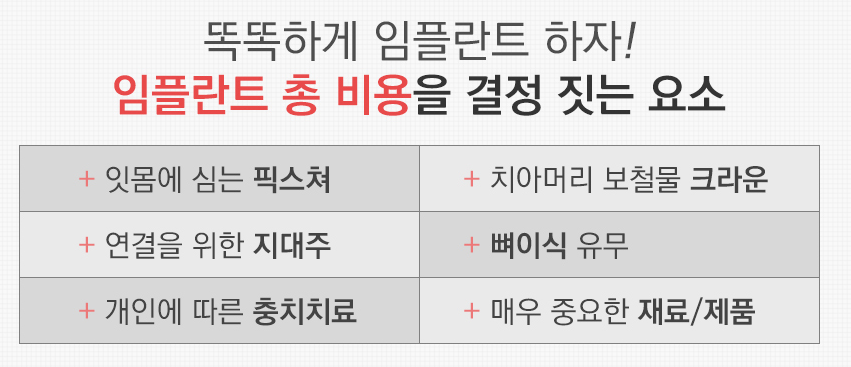 똑똑하게 임플란트 하자!
임플란트 총 비용을 결정 짓는 요소
+ 잇몸에 심는 픽스쳐
+ 치아머리 보철물 크라운
+ 연결을 위한 지대주
+ 뼈이식 유무
+ 개인에 따른 충치치료
+ 매우 중요한 재료/제품